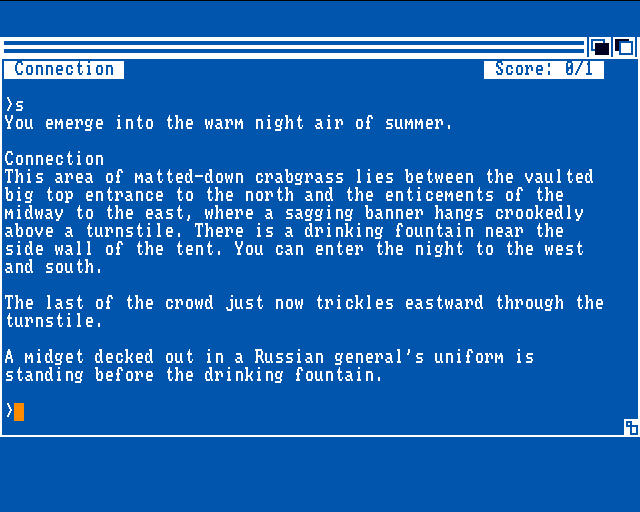 Connection
Score: 0/1
>s
You emerge into the warm night air of summer.
Connection
This area of matted-down crabgrass lies between the vaulted
big top entrance to the north and the enticements of the
midway to the east, where a sagging banner hangs crookedly
above a turnstile. There is a drinking fountain near the
side wall of the tent. You can enter the night to the west
and south.
The last of the crowd just now trickles eastward through the
turnstile.
A midget decked out in a Russian general's uniform is
standing before the drinking fountain.
>